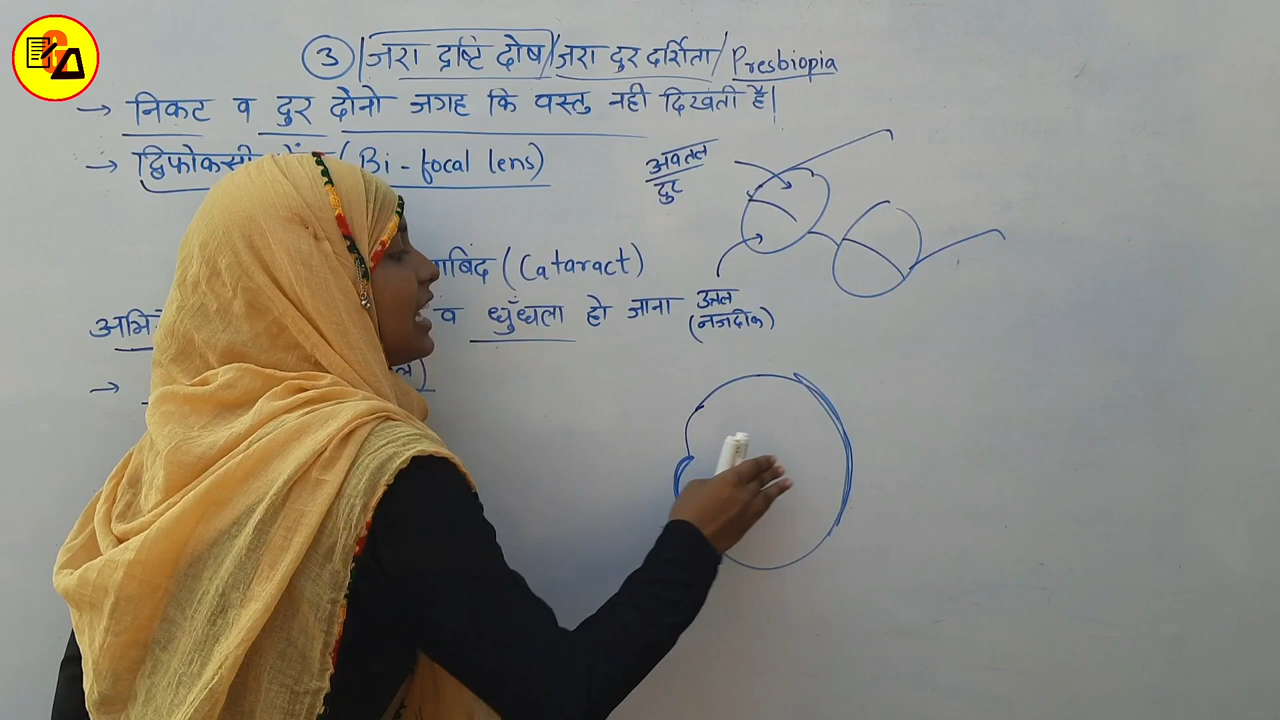 ③ जरा द्रष्टि दोष/जरा दुर दर्शिता/Presbiopia
→ निकट व दुर दोनो जगह कि वस्तु नही दिखती है।
→ द्विफोकसी (Bi-focal lens)
अवतल
दुर
(Cataract)
व धुँधला हो जाना
उत्तल
(नजदीक)
→